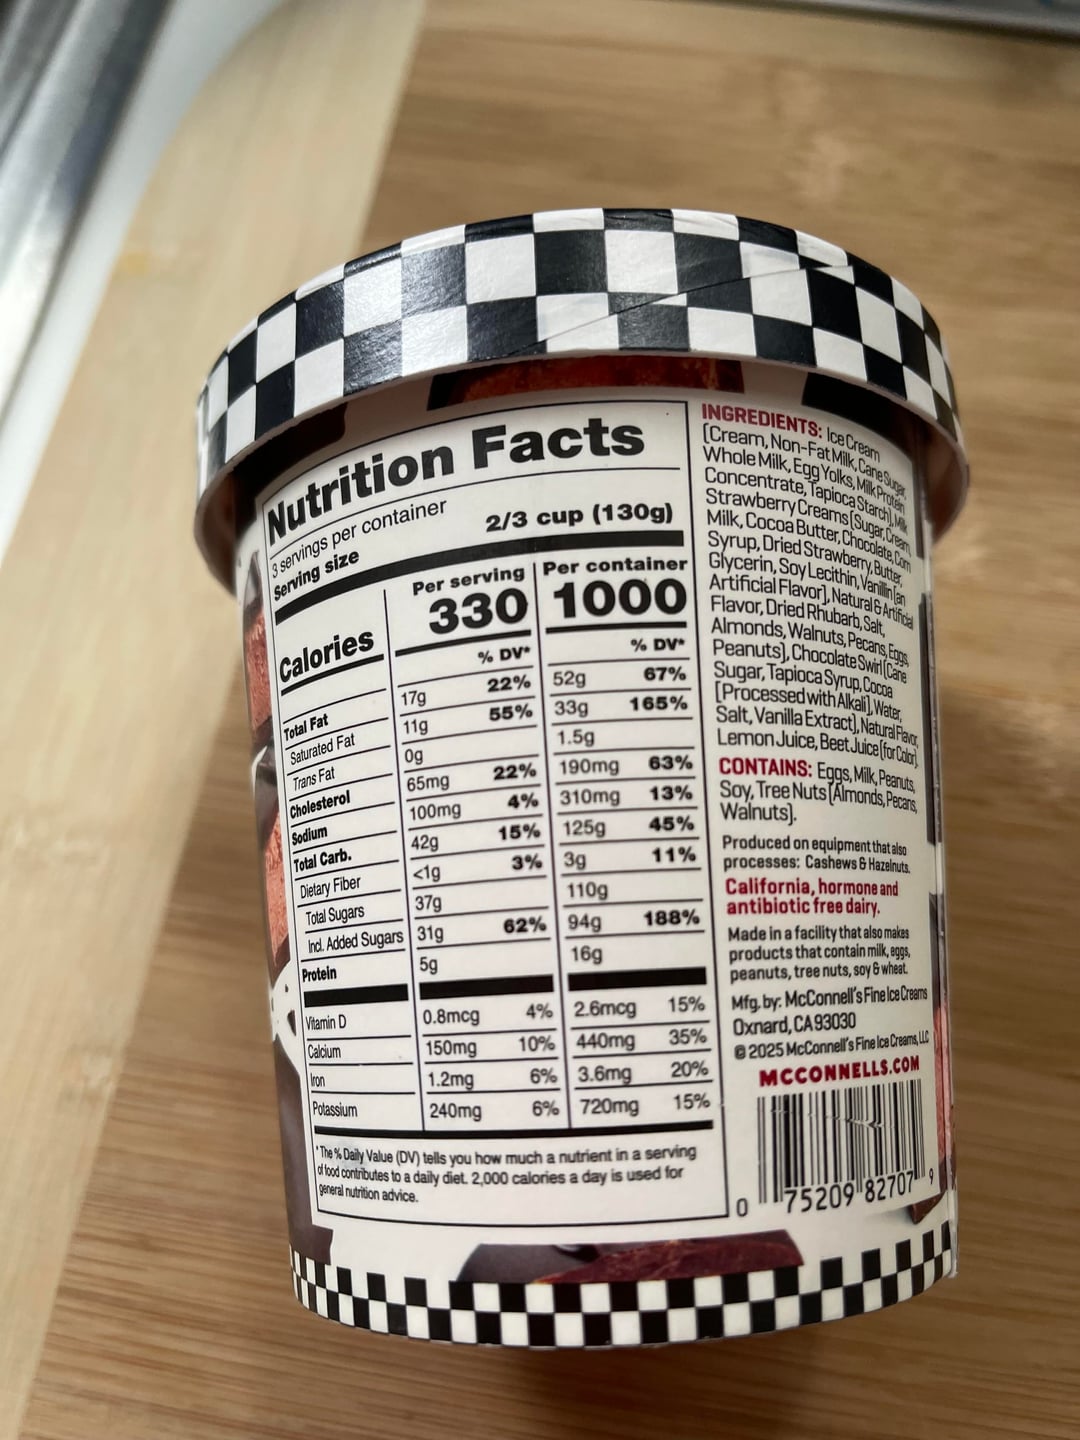 Nutrition Facts
3 servings per container
Serving size 2/3 cup (130g)
Per serving Per container
Calories 330 1000
% DV* % DV*
Total Fat 17g 22% 52g 67%
Saturated Fat 11g 55% 33g 165%
Trans Fat 0g 1.5g
Cholesterol 65mg 22% 190mg 63%
Sodium 100mg 4% 310mg 13%
Total Carb. 42g 15% 125g 45%
Dietary Fiber <1g 3% 3g 11%
Total Sugars 37g 110g
Incl. Added Sugars 31g 62% 94g 188%
Protein 5g 16g
Vitamin D 0.8mcg 4% 2.6mcg 15%
Calcium 150mg 10% 440mg 35%
Iron 1.2mg 6% 3.6mg 20%
Potassium 240mg 6% 720mg 15%
*The % Daily Value (DV) tells you how much a nutrient in a serving
of food contributes to a daily diet. 2,000 calories a day is used for
general nutrition advice.
INGREDIENTS: Ice Cream
(Cream, Non-Fat Milk, Cane Sugar,
Whole Milk, Egg Yolks, Milk Protein
Concentrate, Tapioca Starch), Milk
Strawberry Creams (Sugar, Cream,
Milk, Cocoa Butter, Chocolate, Corn
Syrup, Dried Strawberry, Butter,
Glycerin, Soy Lecithin, Vanillin [an
Artificial Flavor], Natural & Artificial
Flavor, Dried Rhubarb, Salt,
Almonds, Walnuts, Pecans, Eggs,
Peanuts), Chocolate Swirl (Cane
Sugar, Tapioca Syrup, Cocoa
[Processed with Alkali], Water,
Salt, Vanilla Extract), Natural Flavor,
Lemon Juice, Beet Juice (for Color).
CONTAINS: Eggs, Milk, Peanuts,
Soy, Tree Nuts (Almonds, Pecans,
Walnuts).
Produced on equipment that also
processes: Cashews & Hazelnuts.
California, hormone and
antibiotic free dairy.
Made in a facility that also makes
products that contain milk, eggs,
peanuts, tree nuts, soy & wheat.
Mfg. by: McConnell's Fine Ice Creams
Oxnard, CA 93030
© 2025 McConnell's Fine Ice Creams, LLC
MCCONNELLS.COM
0 75209 82707 9